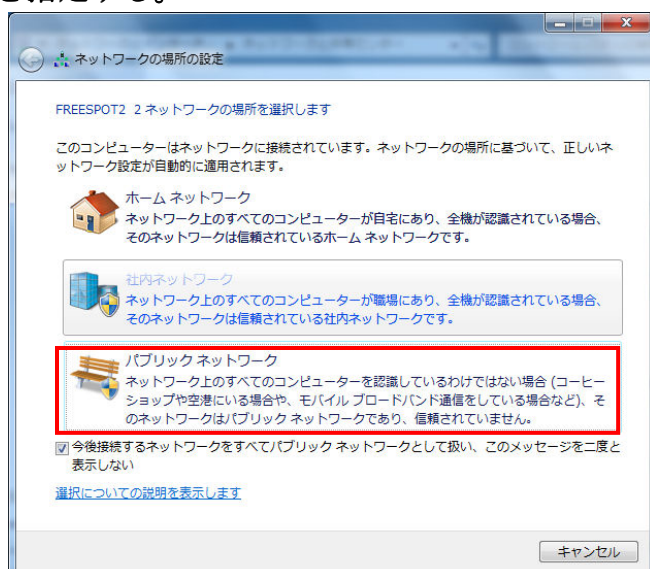 ネットワークの場所の設定
FREESPOT2 2 ネットワークの場所を選択します
このコンピューターはネットワークに接続されています。ネットワークの場所に基づいて、正しいネ
ットワーク設定が自動的に適用されます。
ホーム ネットワーク
ネットワーク上のすべてのコンピューターが自宅にあり、全機が認識されている場合、
そのネットワークは信頼されているホーム ネットワークです。
社内ネットワーク
ネットワーク上のすべてのコンピューターが職場にあり、全機が認識されている場合、
そのネットワークは信頼されている社内ネットワークです。
パブリック ネットワーク
ネットワーク上のすべてのコンピューターを認識しているわけではない場合 (コーヒー
ショップや空港にいる場合や、モバイル ブロードバンド通信をしている場合など)、そ
のネットワークはパブリック ネットワークであり、信頼されていません。
今後接続するネットワークをすべてパブリック ネットワークとして扱い、このメッセージを二度と
表示しない
選択についての説明を表示します
キャンセル